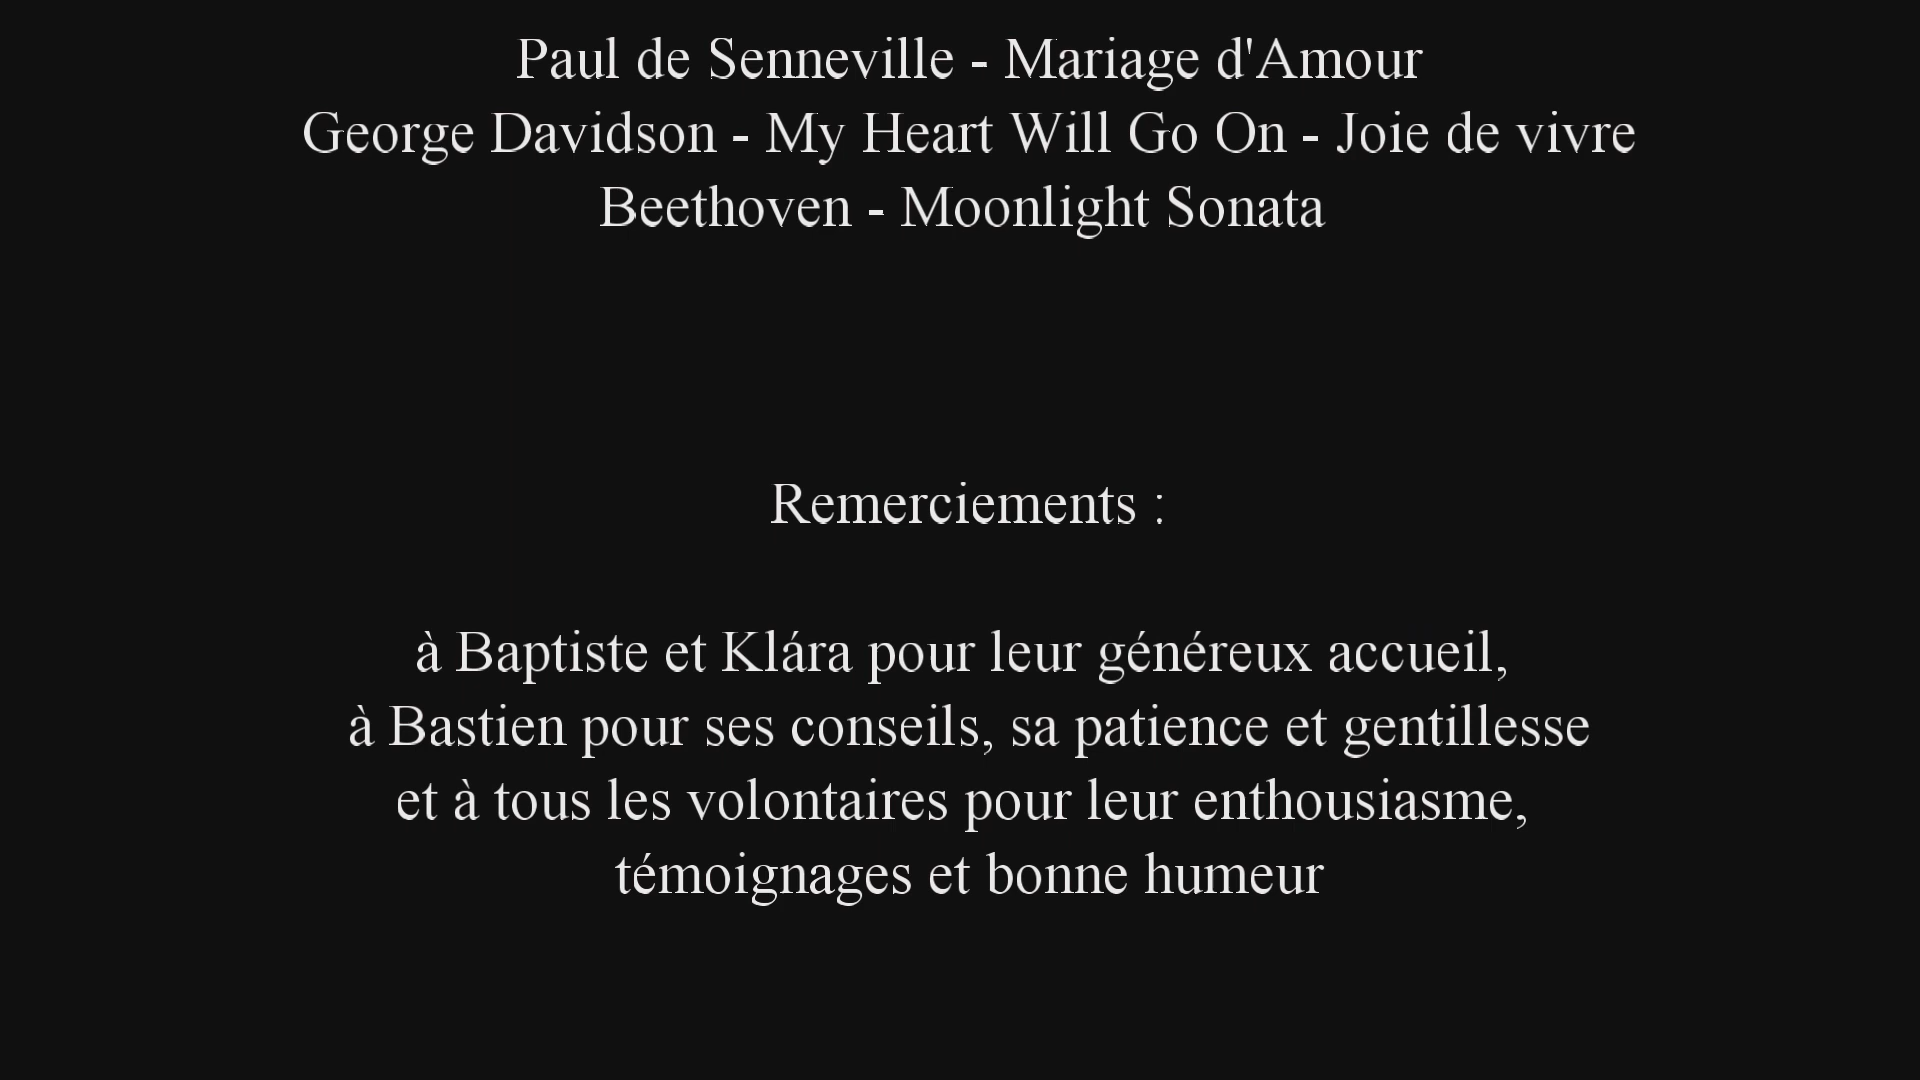 Paul de Senneville - Mariage d'Amour
George Davidson - My Heart Will Go On - Joie de vivre
Beethoven - Moonlight Sonata
Remerciements :
à Baptiste et Klára pour leur généreux accueil,
à Bastien pour ses conseils, sa patience et gentillesse
et à tous les volontaires pour leur enthousiasme,
témoignages et bonne humeur